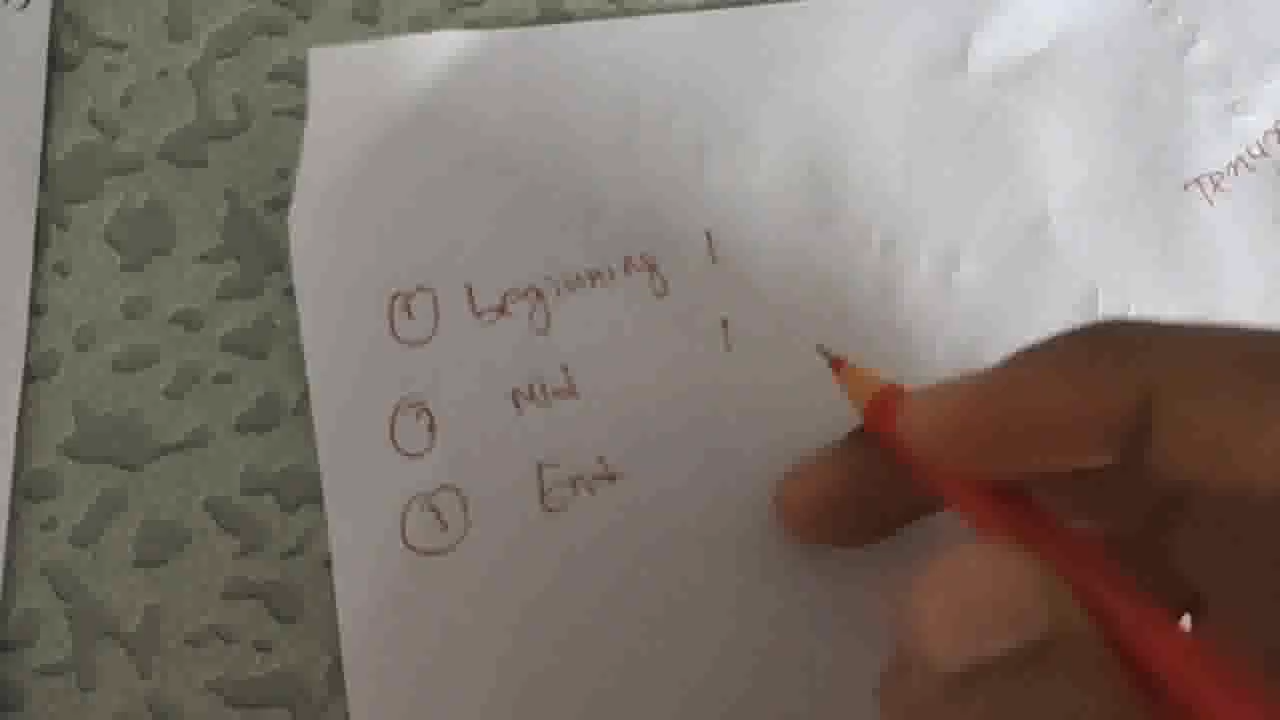 ① beginning 1
② Mid 1
③ End